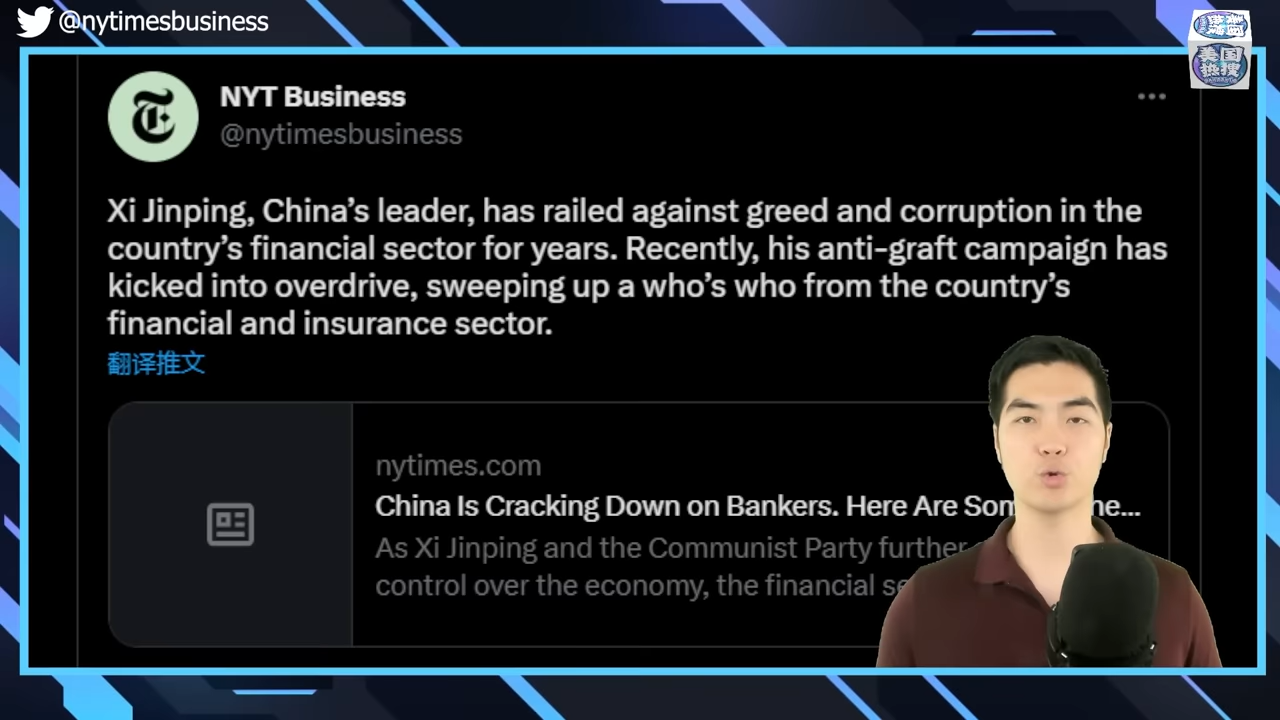 @nytimesbusiness
美国
热搜
NYT Business
@nytimesbusiness
Xi Jinping, China’s leader, has railed against greed and corruption in the
country’s financial sector for years. Recently, his anti-graft campaign has
kicked into overdrive, sweeping up a who’s who from the country’s
financial and insurance sector.
翻译推文
nytimes.com
China Is Cracking Down on Bankers. Here Are
As Xi Jinping and the Communist Party further
control over the economy, the financial